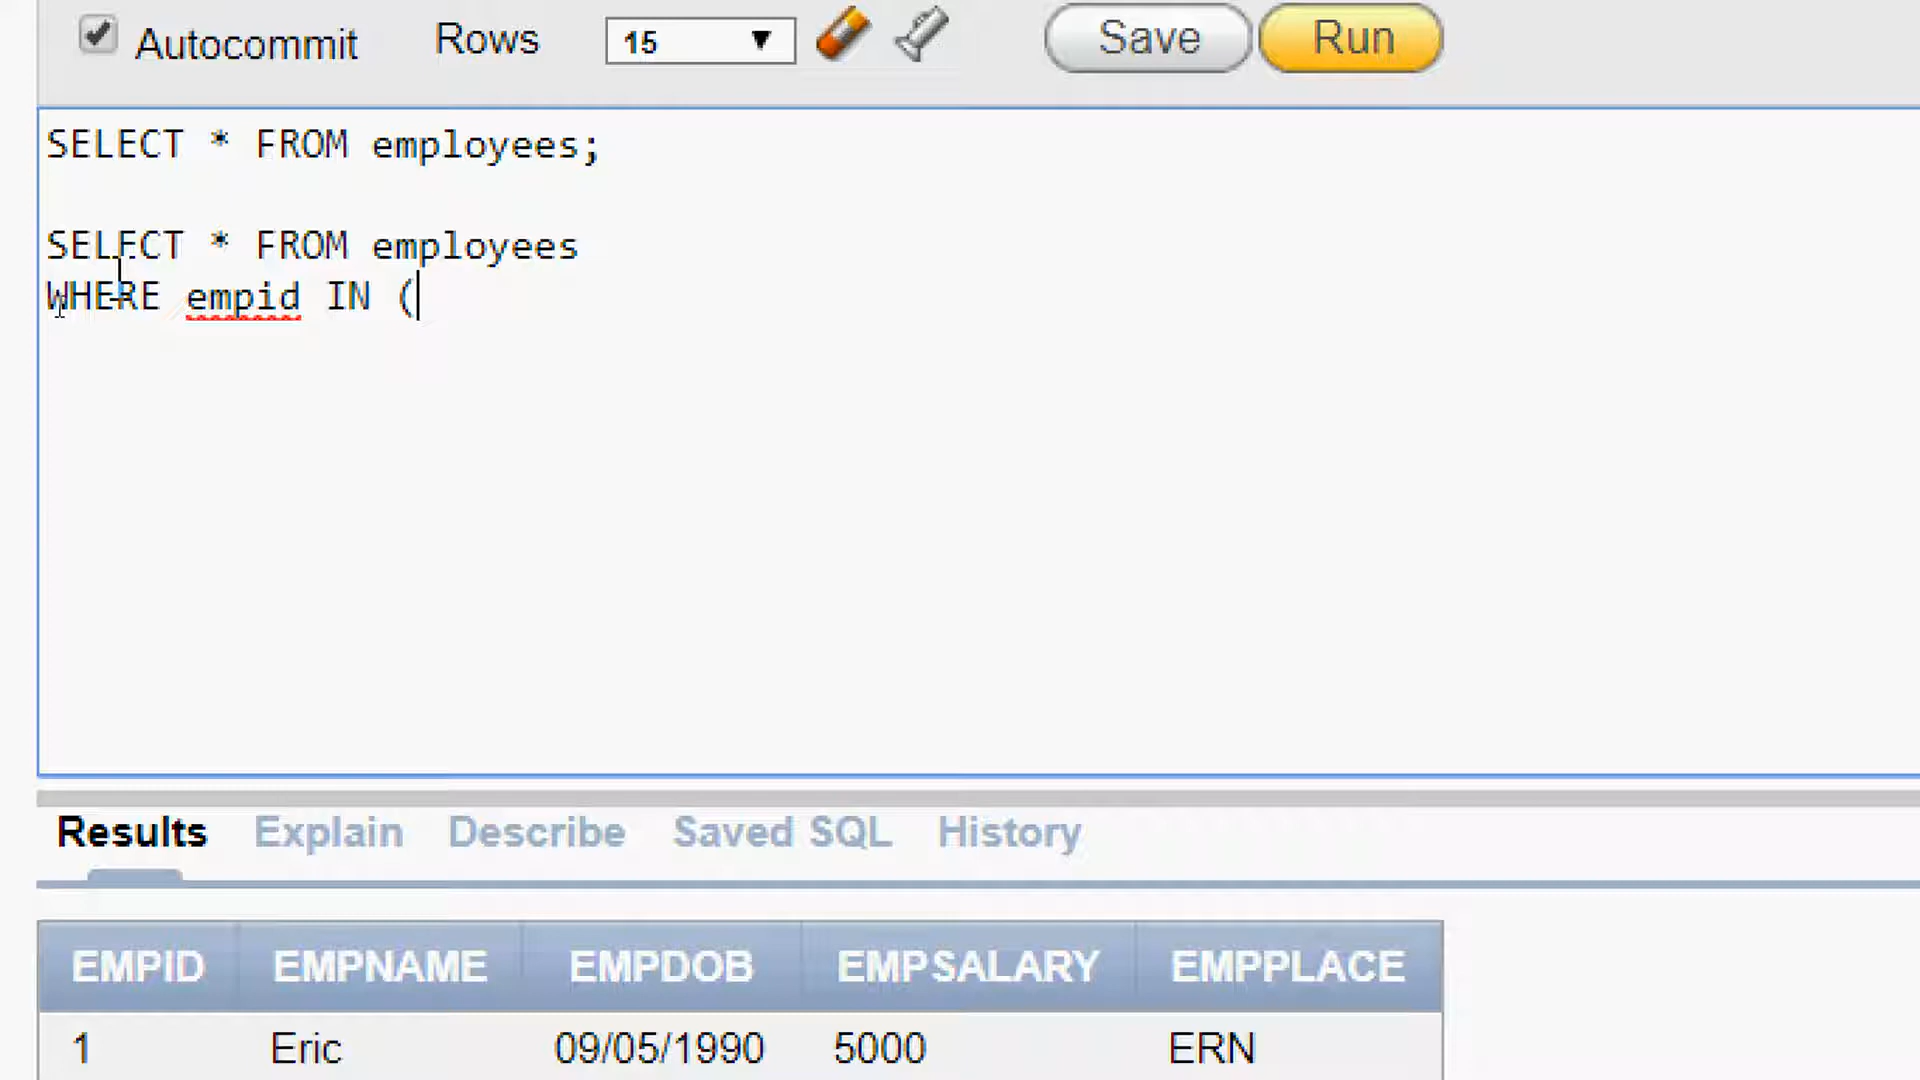 Autocommit Rows 15 Save Run
SELECT * FROM employees;
SELECT * FROM employees
WHERE empid IN (
Results Explain Describe Saved SQL History
EMPID EMPNAME EMPDOB EMPSALARY EMPPLACE
1 Eric 09/05/1990 5000 ERN